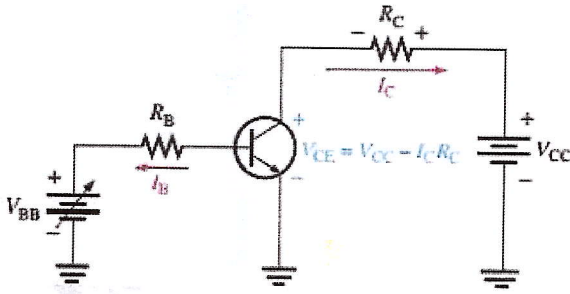 R_C
− +
I_C
R_B
I_B
+
V_CE = V_CC − I_C R_C
−
+
V_CC
−
+
V_BB
−